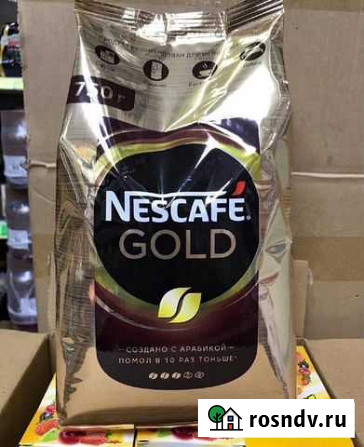 750 г
NESCAFÉ
GOLD
СОЗДАНО С АРАБИКОЙ
ПОМОЛ В 10 РАЗ ТОНЬШЕ*
rosndv.ru